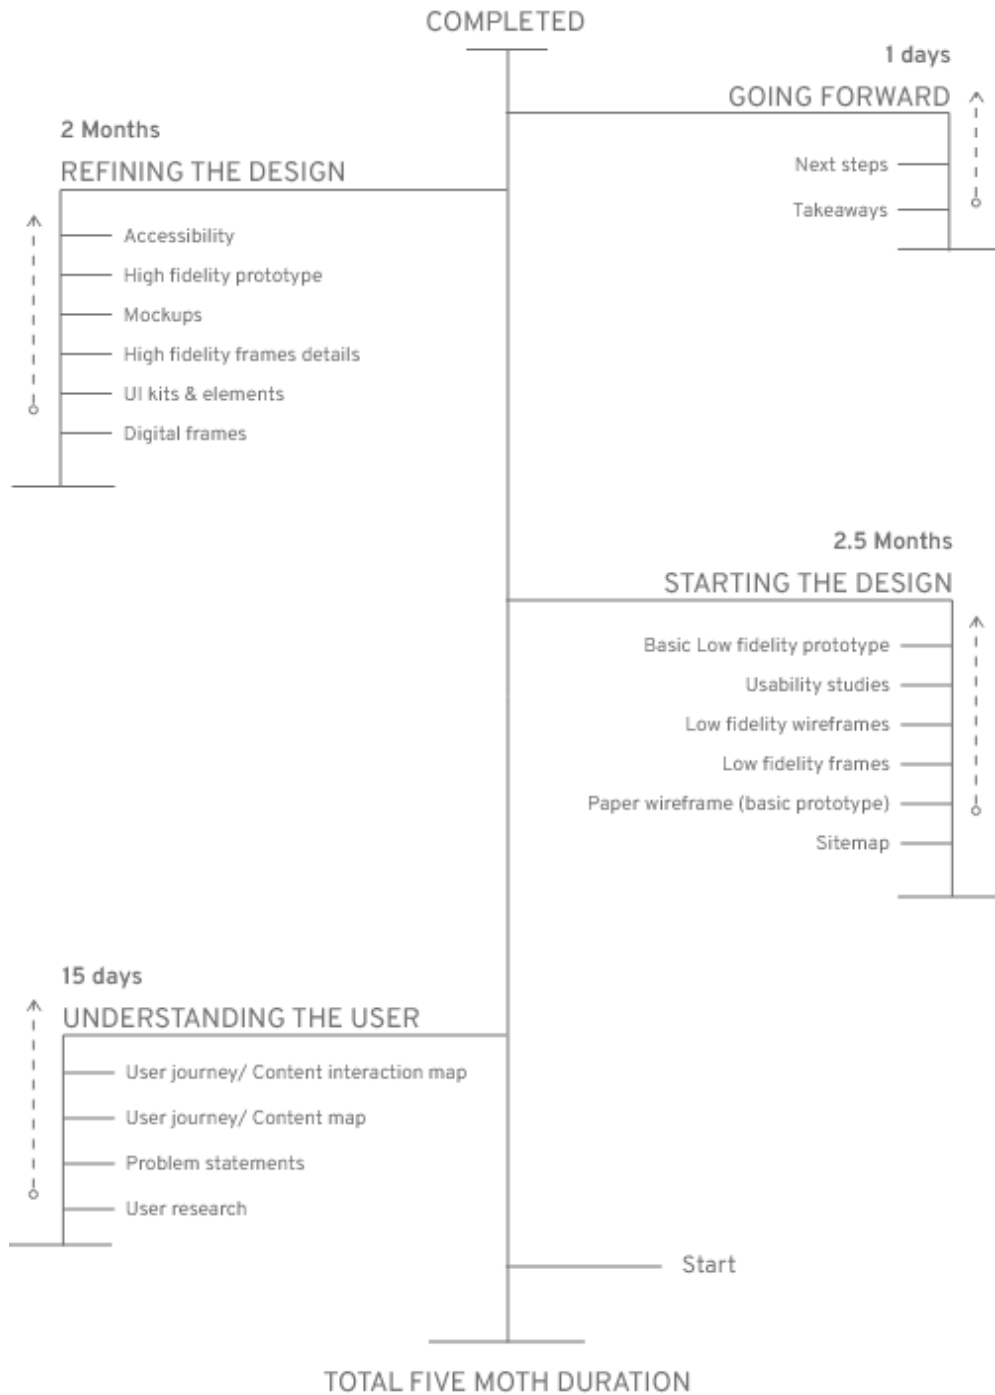 COMPLETED
1 days
GOING FORWARD
Next steps
Takeaways
2 Months
REFINING THE DESIGN
Accessibility
High fidelity prototype
Mockups
High fidelity frames details
UI kits & elements
Digital frames
2.5 Months
STARTING THE DESIGN
Basic Low fidelity prototype
Usability studies
Low fidelity wireframes
Low fidelity frames
Paper wireframe (basic prototype)
Sitemap
15 days
UNDERSTANDING THE USER
User journey/ Content interaction map
User journey/ Content map
Problem statements
User research
Start
TOTAL FIVE MOTH DURATION